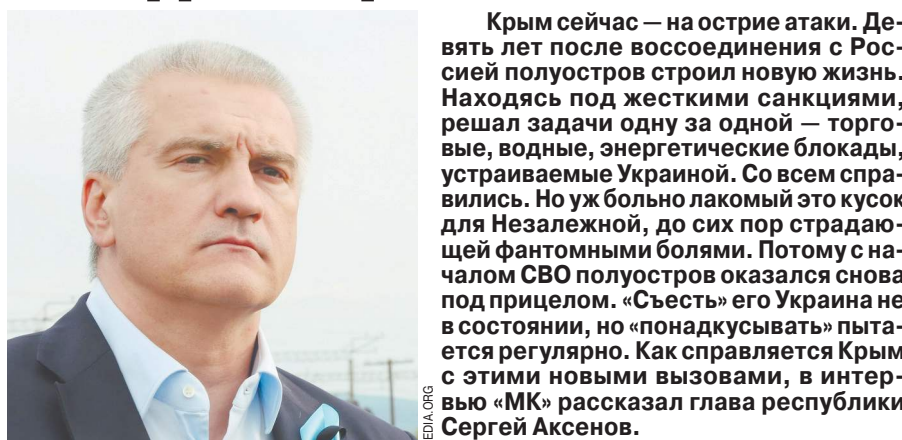 Крым сейчас — на острие атаки. Де-
вять лет после воссоединения с Рос-
сией полуостров строил новую жизнь.
Находясь под жесткими санкциями,
решал задачи одну за одной — торго-
вые, водные, энергетические блокады,
устраиваемые Украиной. Со всем спра-
вились. Но уж больно лакомый это кусок
для Незалежной, до сих пор страдаю-
щей фантомными болями. Потому с на-
чалом СВО полуостров оказался снова
под прицелом. «Съесть» его Украина не
в состоянии, но «понадкусывать» пыта-
ется регулярно. Как справляется Крым
с этими новыми вызовами, в интер-
вью «МК» рассказал глава республики
Сергей Аксенов.
EDIA.ORG